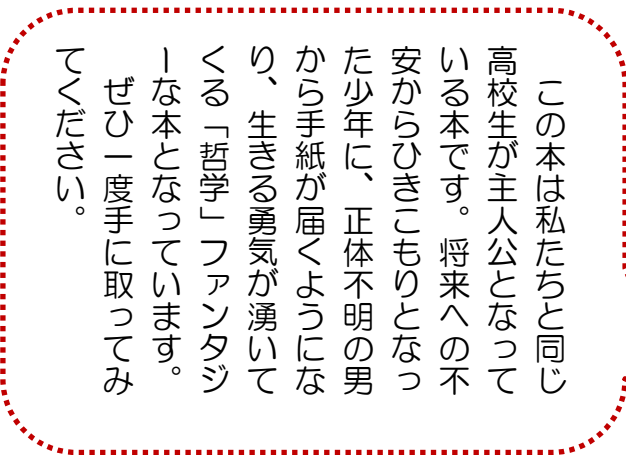 この本は私たちと同じ
高校生が主人公となって
いる本です。将来への不
安からひきこもりとなっ
た少年に、正体不明の男
から手紙が届くようにな
り、生きる勇気が湧いて
くる「哲学」ファンタジ
ーな本となっています。
　ぜひ一度手に取ってみ
てください。